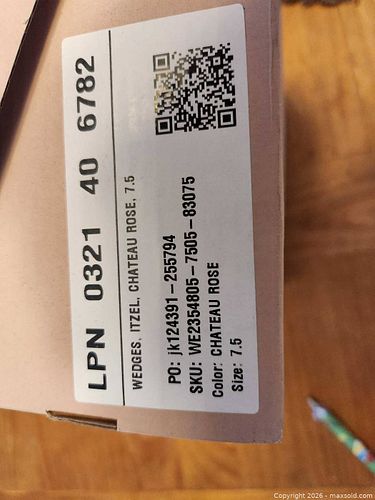 LPN 0321 40 6782
WEDGES, ITZEL, CHATEAU ROSE, 7.5
PO: jk124391-255794
SKU: WE2354805-7505-83075
Color: CHATEAU ROSE
Size: 7.5
Copyright 2026 - maxsold.com